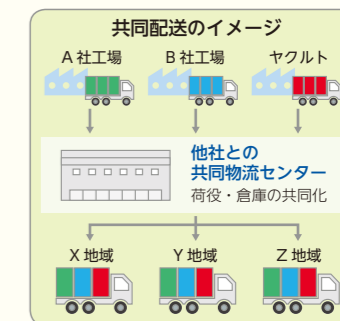 共同配送のイメージ
A 社工場
B 社工場
ヤクルト
他社との
共同物流センター
荷役・倉庫の共同化
X 地域
Y 地域
Z 地域